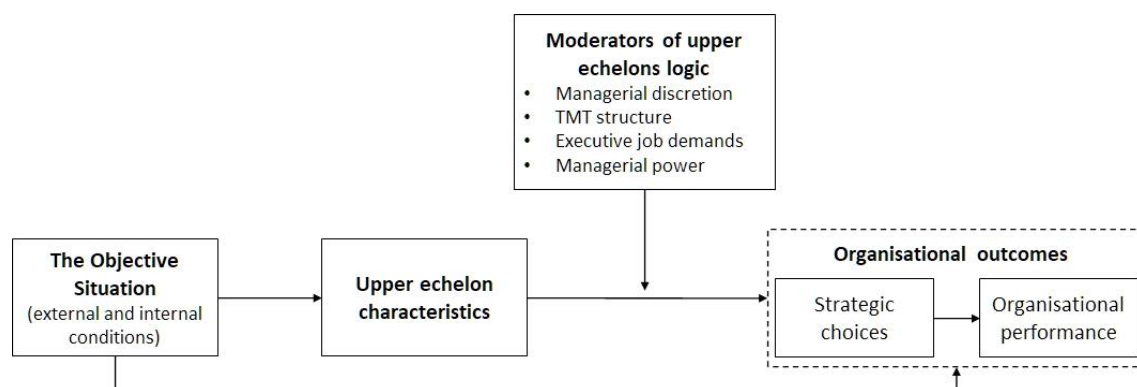 Moderators of upper
echelons logic
• Managerial discretion
• TMT structure
• Executive job demands
• Managerial power
The Objective
Situation
(external and internal
conditions)
Upper echelon
characteristics
Organisational outcomes
Strategic
choices
Organisational
performance